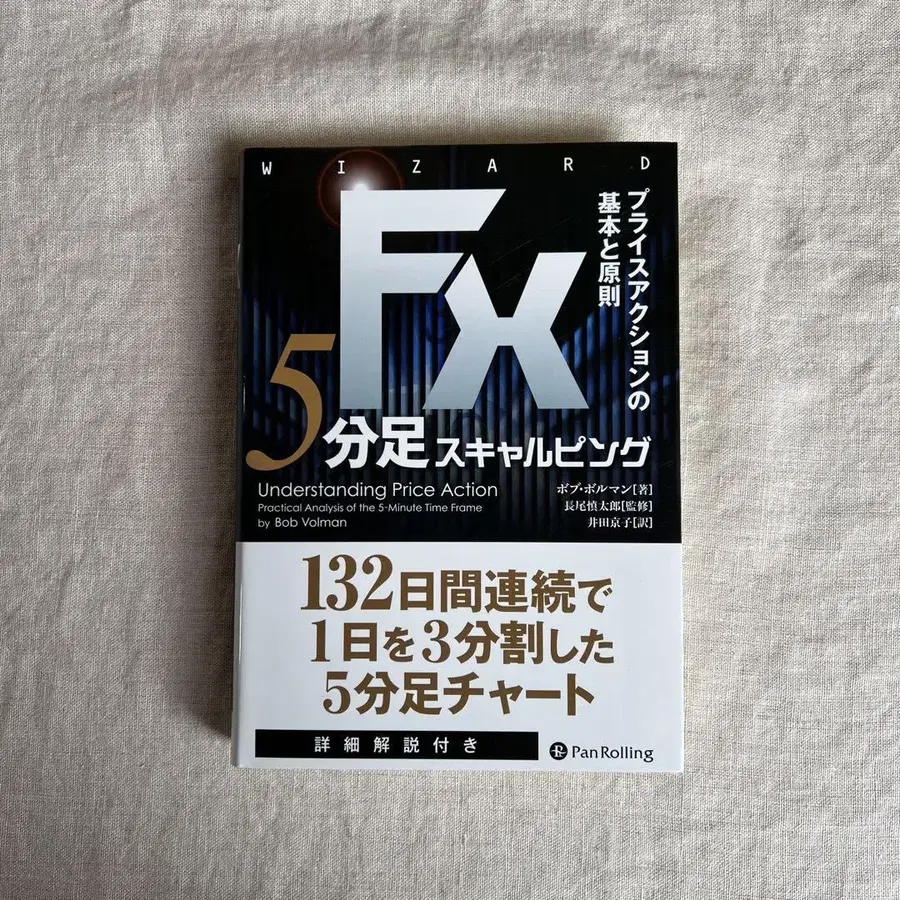 WIZARD
FX
プライスアクションの
基本と原則
5分足スキャルピング
Understanding Price Action
Practical Analysis of the 5-Minute Time Frame
by Bob Volman
ボブ・ボルマン[著]
長尾慎太郎[監修]
井田京子[訳]
132日間連続で
1日を3分割した
5分足チャート
詳細解説付き
PanRolling